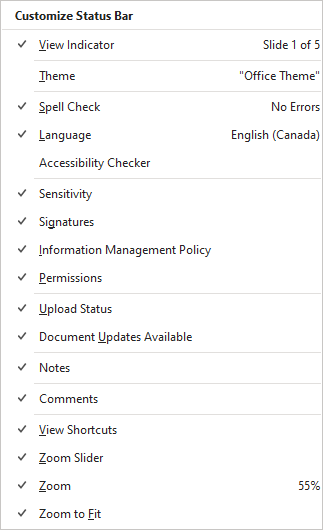 Customize Status Bar
View Indicator Slide 1 of 5
Theme "Office Theme"
Spell Check No Errors
Language English (Canada)
Accessibility Checker
Sensitivity
Signatures
Information Management Policy
Permissions
Upload Status
Document Updates Available
Notes
Comments
View Shortcuts
Zoom Slider
Zoom 55%
Zoom to Fit